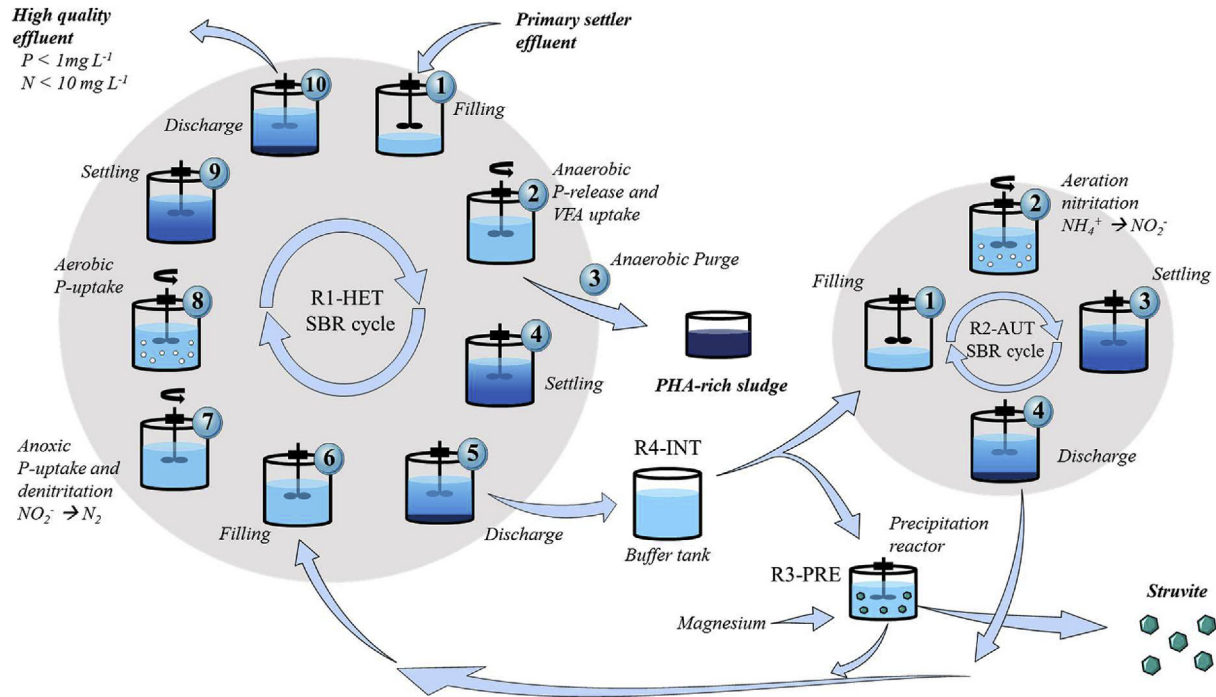 High quality
effluent
P < 1mg L⁻¹
N < 10 mg L⁻¹
Primary settler
effluent
10
Discharge
1
Filling
9
Settling
2
Anaerobic
P-release and
VFA uptake
3
Anaerobic Purge
PHA-rich sludge
R1-HET
SBR cycle
8
Aerobic
P-uptake
4
Settling
7
Anoxic
P-uptake and
denitritation
NO₂⁻ → N₂
6
Filling
5
Discharge
R4-INT
Buffer tank
2
Aeration
nitritation
NH₄⁺ → NO₂⁻
Filling
1
R2-AUT
SBR cycle
Settling
3
4
Discharge
Precipitation
reactor
R3-PRE
Magnesium
Struvite